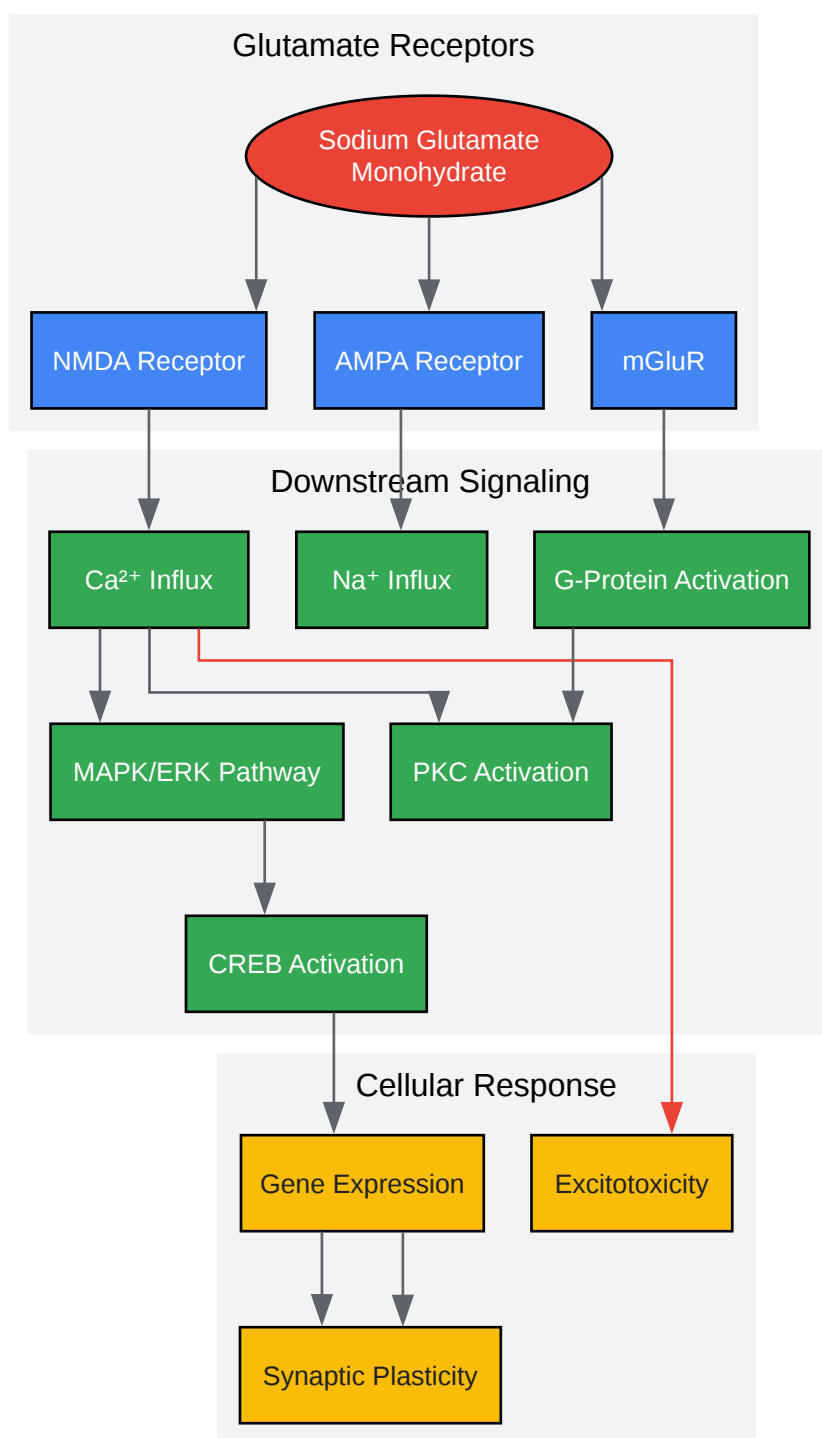 Glutamate Receptors
Sodium Glutamate
Monohydrate
NMDA Receptor
AMPA Receptor
mGluR
Downstream Signaling
Ca²⁺ Influx
Na⁺ Influx
G-Protein Activation
MAPK/ERK Pathway
PKC Activation
CREB Activation
Cellular Response
Gene Expression
Excitotoxicity
Synaptic Plasticity